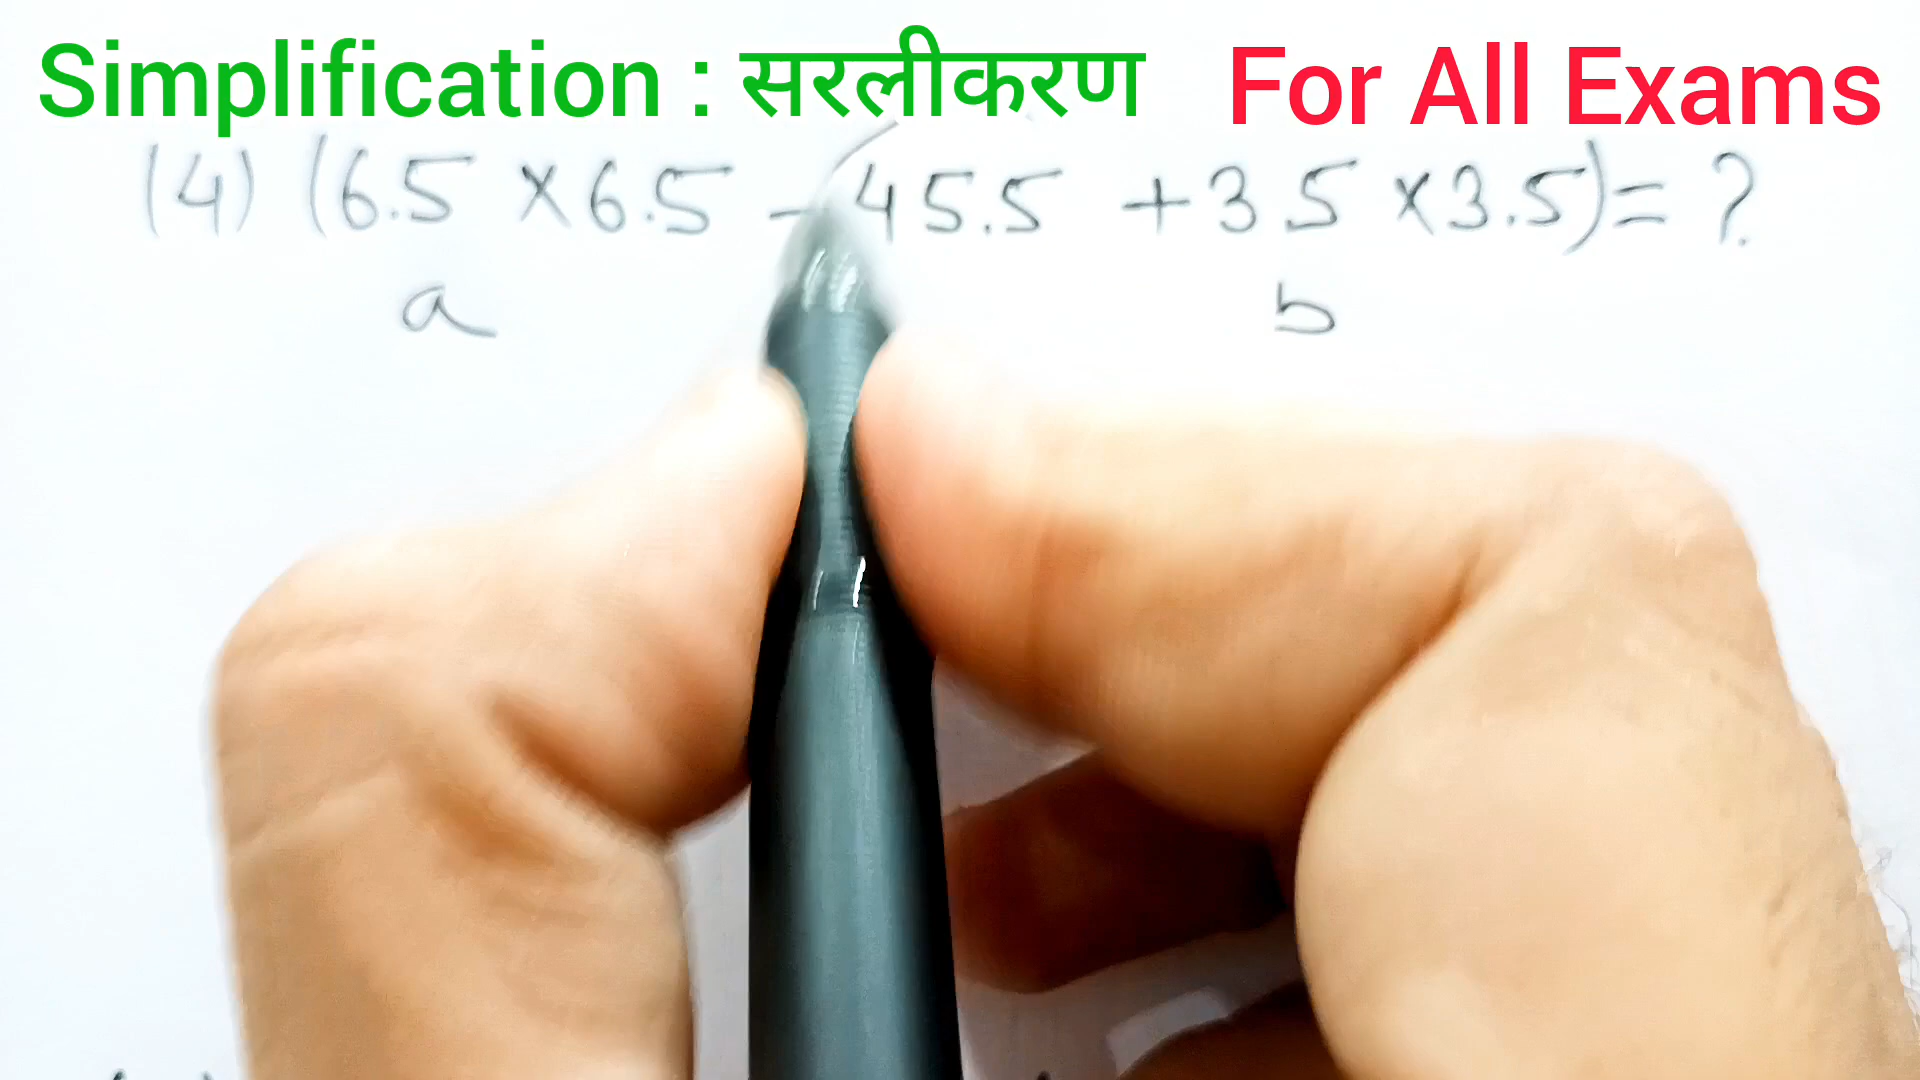 Simplification : सरलीकरण For All Exams
(4) (6.5 × 6.5 - 45.5 + 3.5 × 3.5) = ?
a b